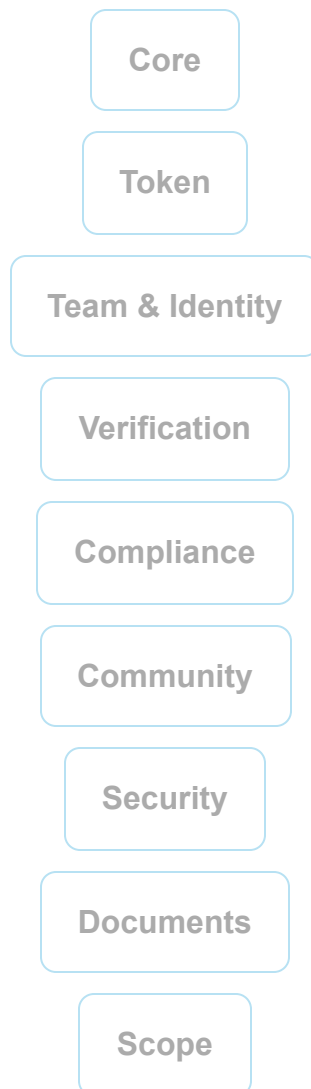 Core
Token
Team & Identity
Verification
Compliance
Community
Security
Documents
Scope